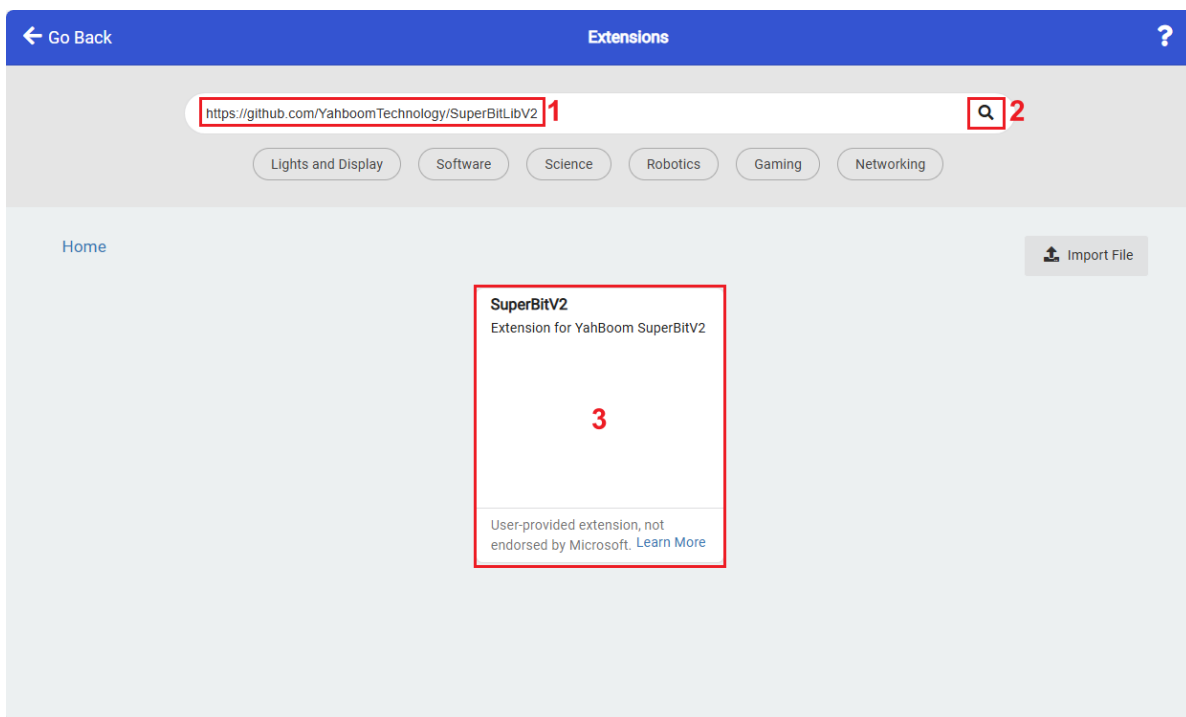 Go Back
Extensions
?
https://github.com/YahboomTechnology/SuperBitLibV2 1
2
Lights and Display
Software
Science
Robotics
Gaming
Networking
Home
Import File
SuperBitV2
Extension for YahBoom SuperBitV2
3
User-provided extension, not
endorsed by Microsoft. Learn More